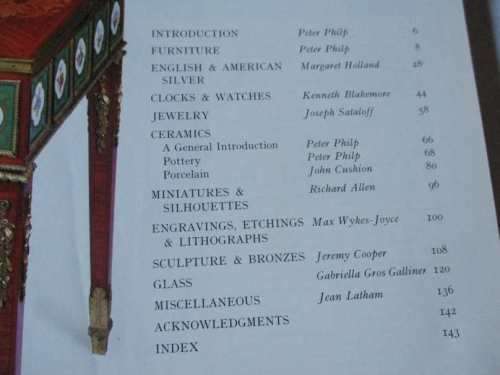 INTRODUCTION Peter Philp 6
FURNITURE Peter Philp 8
ENGLISH & AMERICAN Margaret Holland 28
SILVER
CLOCKS & WATCHES Kenneth Blakemore 44
JEWELRY Joseph Sataloff 58
CERAMICS
A General Introduction Peter Philp 66
Pottery Peter Philp 68
Porcelain John Cushion 80
MINIATURES & Richard Allen 96
SILHOUETTES
ENGRAVINGS, ETCHINGS Max Wykes-Joyce 100
& LITHOGRAPHS
SCULPTURE & BRONZES Jeremy Cooper 108
GLASS Gabriella Gros Galliner 120
MISCELLANEOUS Jean Latham 136
ACKNOWLEDGMENTS 142
INDEX 143